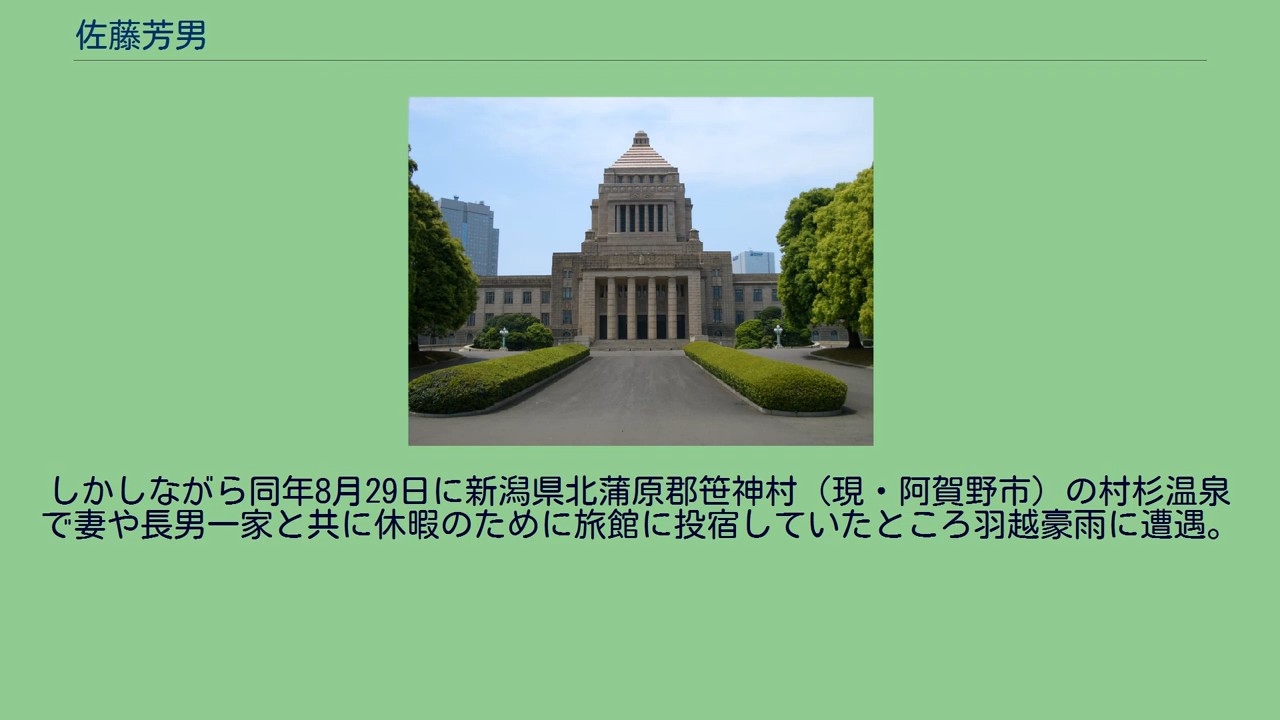 佐藤芳男
しかしながら同年8月29日に新潟県北蒲原郡笹神村（現・阿賀野市）の村杉温泉
で妻や長男一家と共に休暇のために旅館に投宿していたところ羽越豪雨に遭遇。